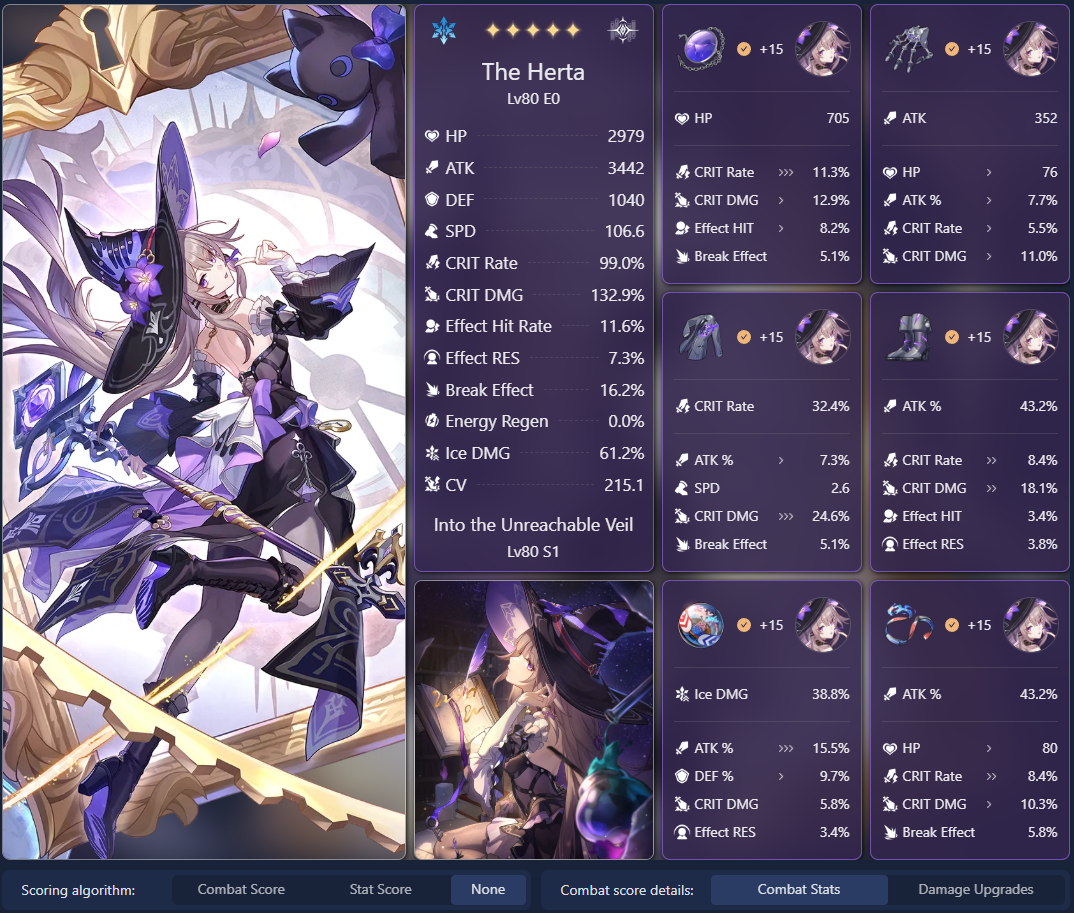 The Herta
Lv80 E0
HP 2979
ATK 3442
DEF 1040
SPD 106.6
CRIT Rate 99.0%
CRIT DMG 132.9%
Effect Hit Rate 11.6%
Effect RES 7.3%
Break Effect 16.2%
Energy Regen 0.0%
Ice DMG 61.2%
CV 215.1
Into the Unreachable Veil
Lv80 S1
+15
HP 705
CRIT Rate ››› 11.3%
CRIT DMG › 12.9%
Effect HIT › 8.2%
Break Effect 5.1%
+15
ATK 352
HP › 76
ATK % › 7.7%
CRIT Rate › 5.5%
CRIT DMG › 11.0%
+15
CRIT Rate 32.4%
ATK % › 7.3%
SPD 2.6
CRIT DMG ››› 24.6%
Break Effect 5.1%
+15
ATK % 43.2%
CRIT Rate ›› 8.4%
CRIT DMG ›› 18.1%
Effect HIT 3.4%
Effect RES 3.8%
+15
Ice DMG 38.8%
ATK % ››› 15.5%
DEF % › 9.7%
CRIT DMG 5.8%
Effect RES 3.4%
+15
ATK % 43.2%
HP › 80
CRIT Rate ›› 8.4%
CRIT DMG › 10.3%
Break Effect 5.8%
Scoring algorithm: Combat Score Stat Score None
Combat score details: Combat Stats Damage Upgrades